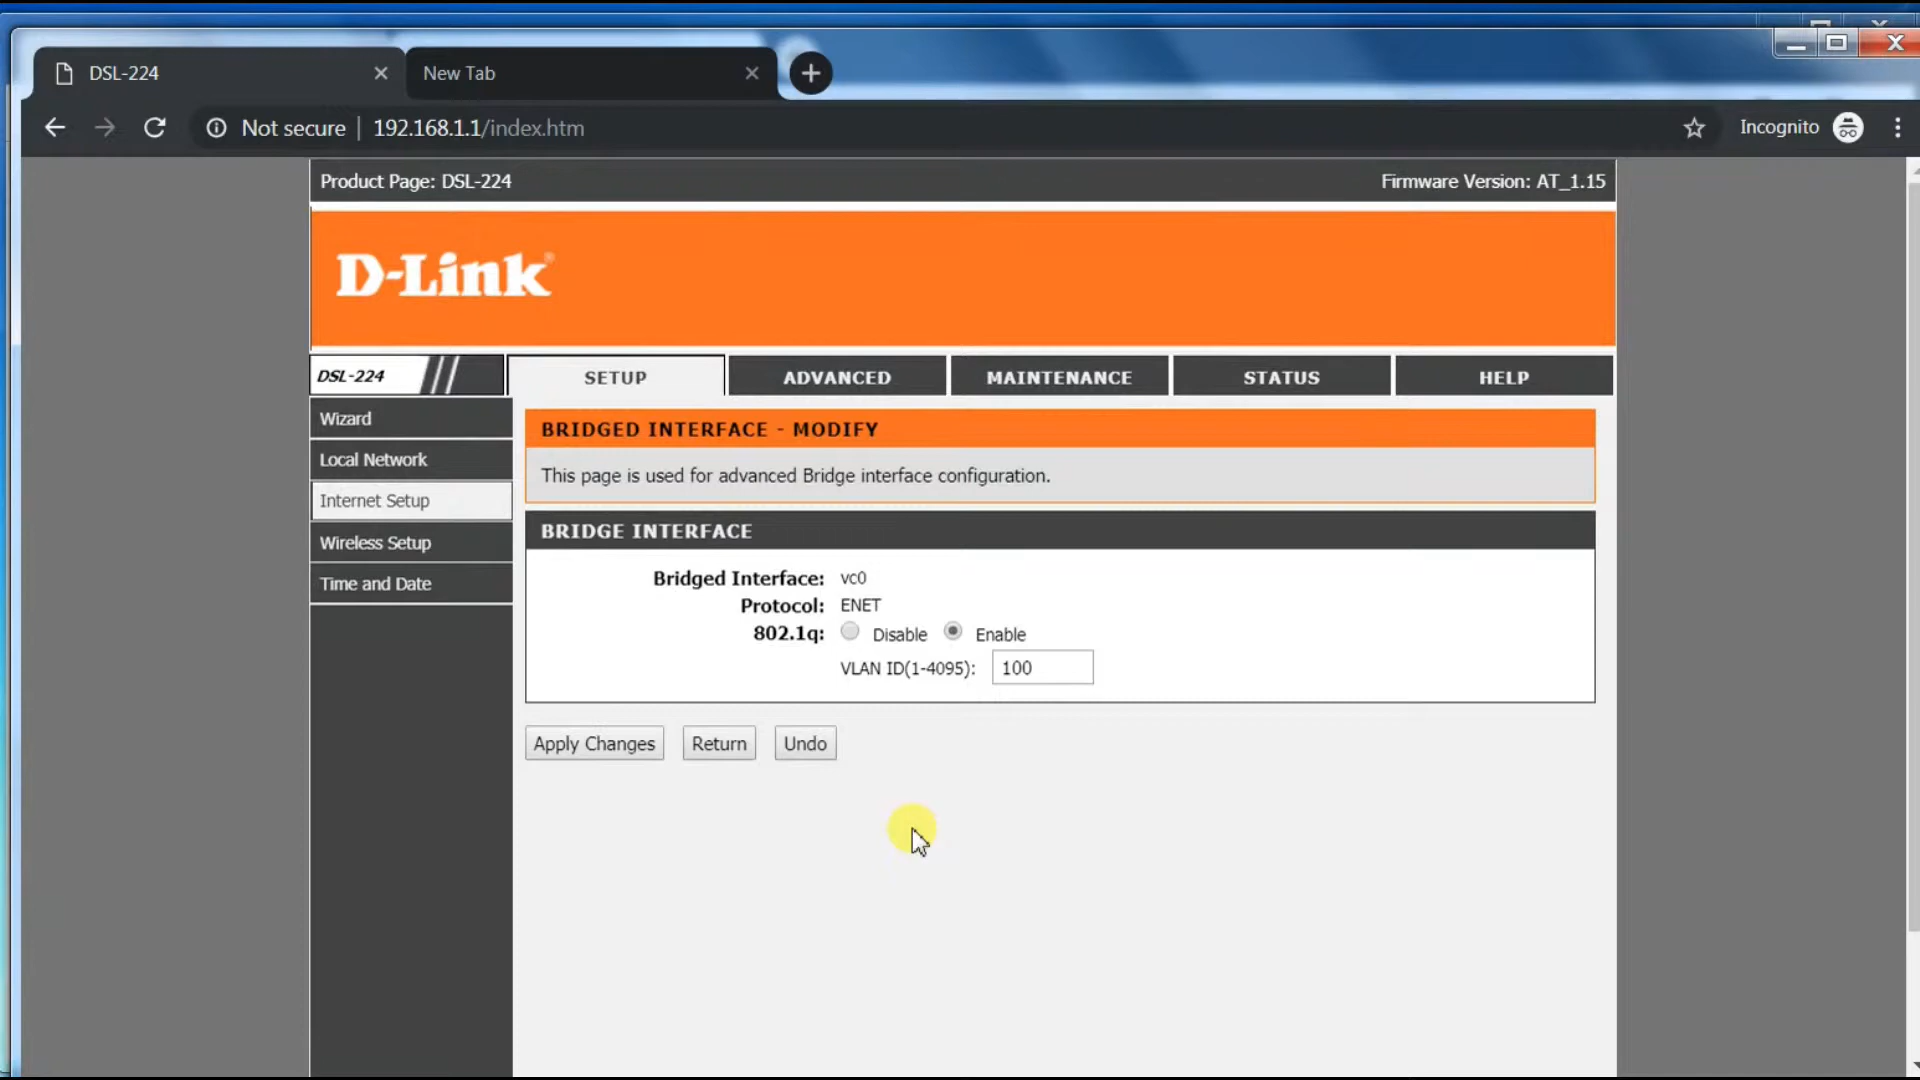 DSL-224
New Tab
Not secure | 192.168.1.1/index.htm
Incognito
Product Page: DSL-224
Firmware Version: AT_1.15
D-Link®
DSL-224
SETUP
ADVANCED
MAINTENANCE
STATUS
HELP
Wizard
Local Network
Internet Setup
Wireless Setup
Time and Date
BRIDGED INTERFACE - MODIFY
This page is used for advanced Bridge interface configuration.
BRIDGE INTERFACE
Bridged Interface: vc0
Protocol: ENET
802.1q: Disable Enable
VLAN ID(1-4095): 100
Apply Changes Return Undo